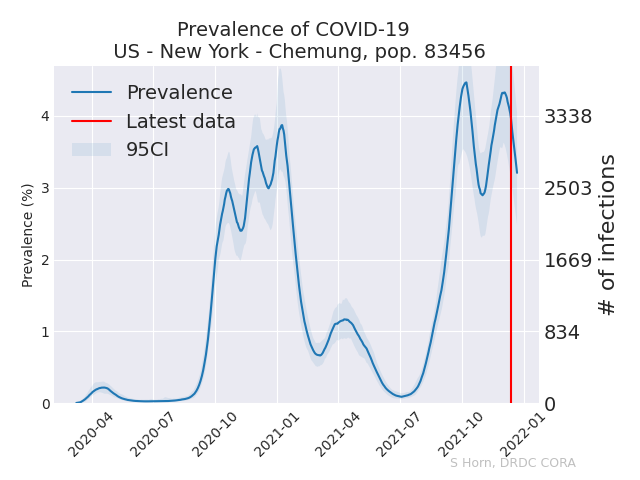 Prevalence of COVID-19
US - New York - Chemung, pop. 83456
Prevalence
Latest data
95CI
Prevalence (%)
4
3
2
1
0
3338
2503
1669
834
0
# of infections
2020-04
2020-07
2020-10
2021-01
2021-04
2021-07
2021-10
2022-01
S Horn, DRDC CORA